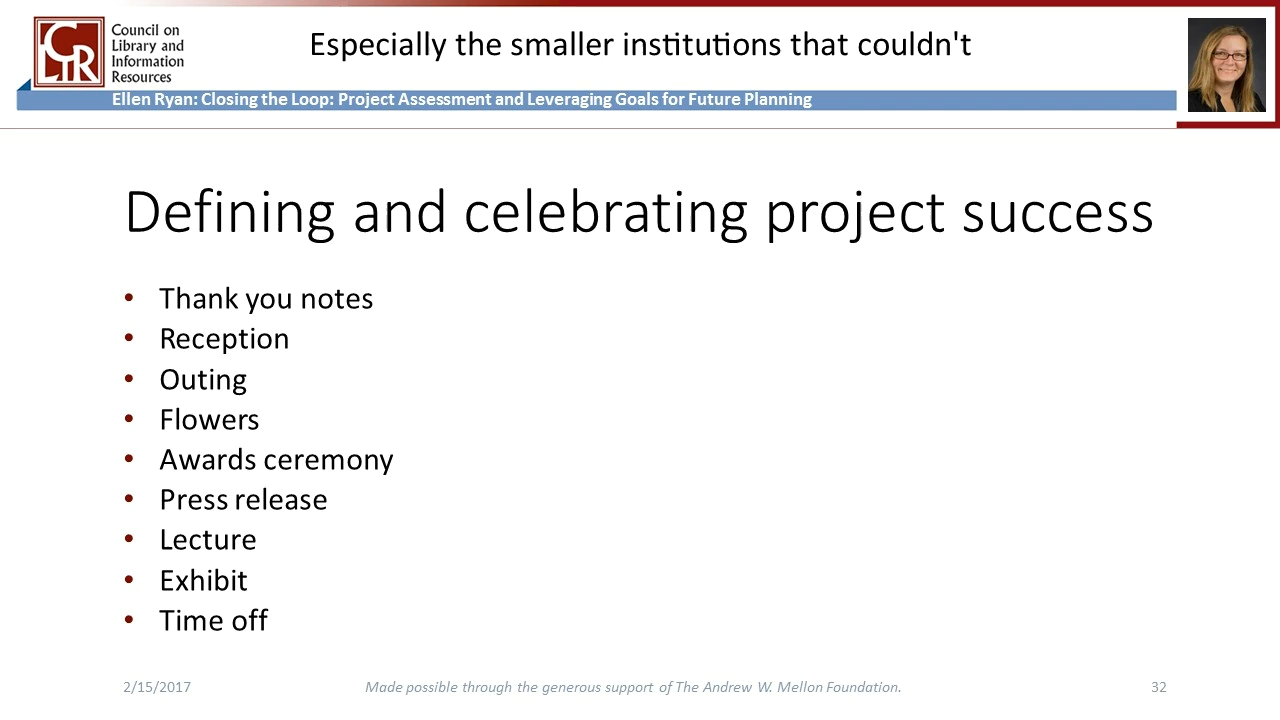 CLIR
Council on
Library and
Information
Resources
Especially the smaller institutions that couldn't
Ellen Ryan: Closing the Loop: Project Assessment and Leveraging Goals for Future Planning
Defining and celebrating project success
• Thank you notes
• Reception
• Outing
• Flowers
• Awards ceremony
• Press release
• Lecture
• Exhibit
• Time off
2/15/2017
Made possible through the generous support of The Andrew W. Mellon Foundation.
32